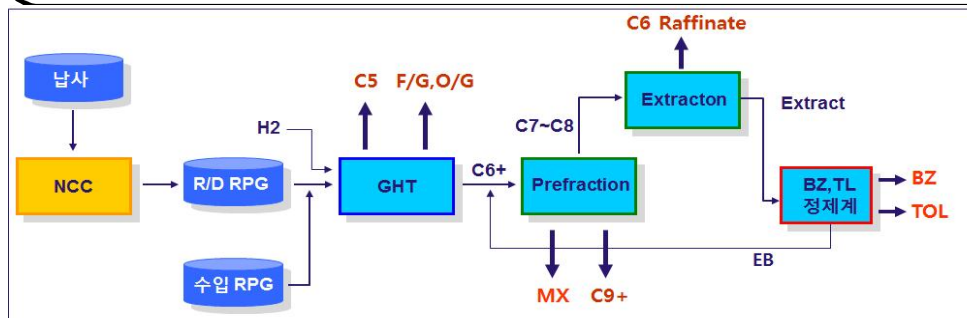 C6 Raffinate
납사
C5
F/G,O/G
Extracton
Extract
H2
C7~C8
NCC
R/D RPG
GHT
C6+
Prefraction
BZ,TL
정제계
BZ
TOL
EB
수입 RPG
MX
C9+